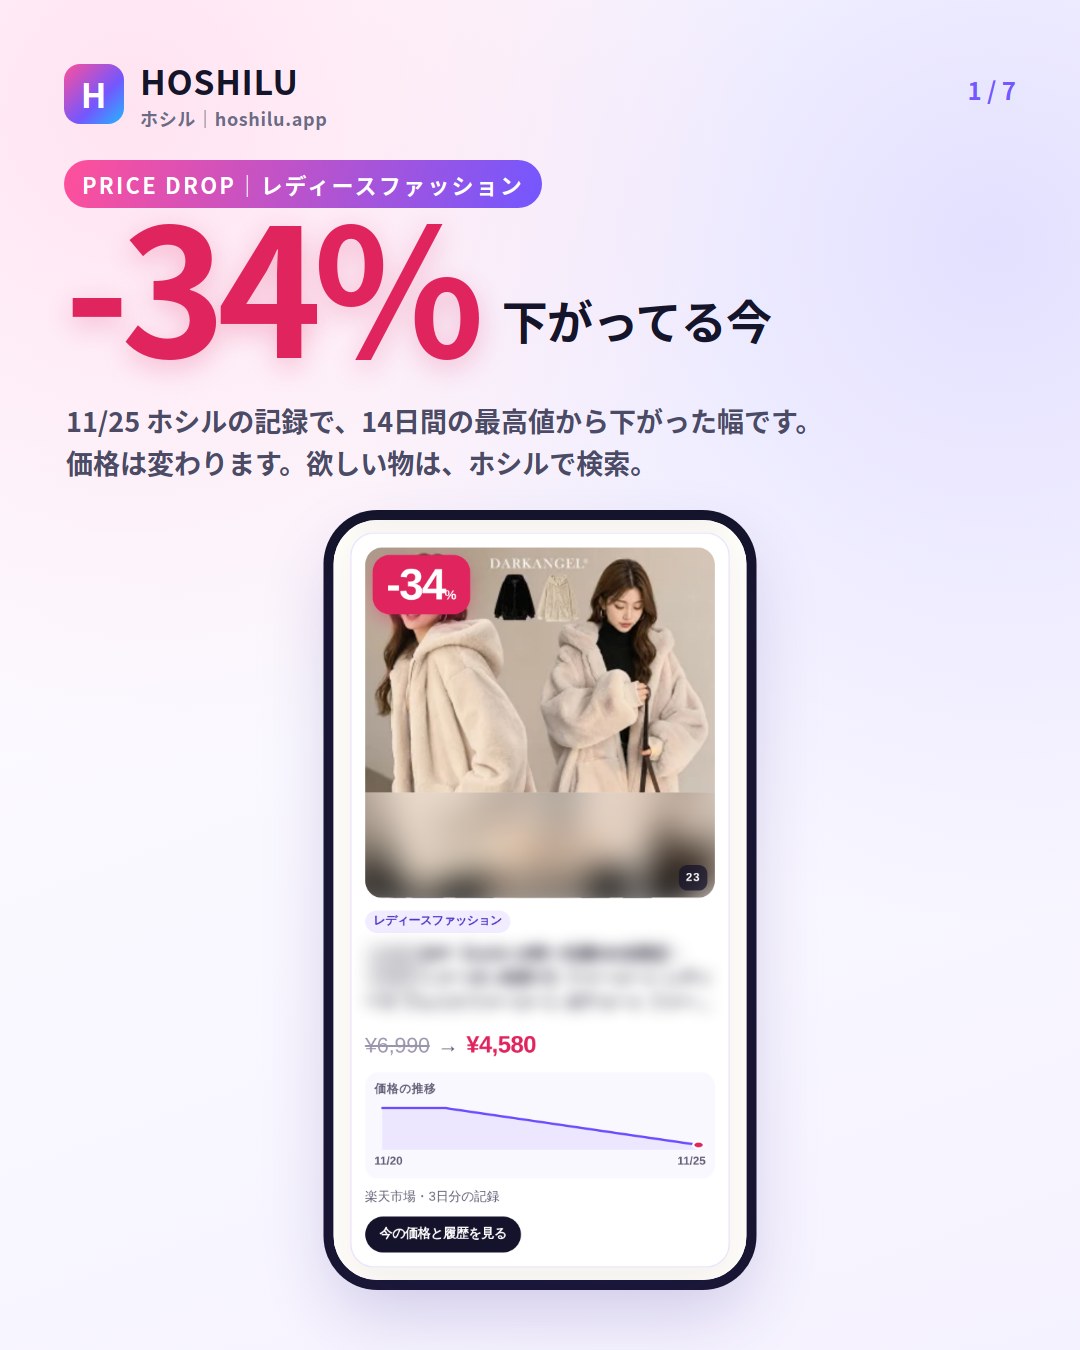 H
HOSHILU
ホシル｜hoshilu.app
1 / 7
PRICE DROP｜レディースファッション
-34% 下がってる今
11/25 ホシルの記録で、14日間の最高値から下がった幅です。
価格は変わります。欲しい物は、ホシルで検索。
-34%
DARKANGEL
23
レディースファッション
¥6,990 → ¥4,580
価格の推移
11/20 11/25
楽天市場・3日分の記録
今の価格と履歴を見る